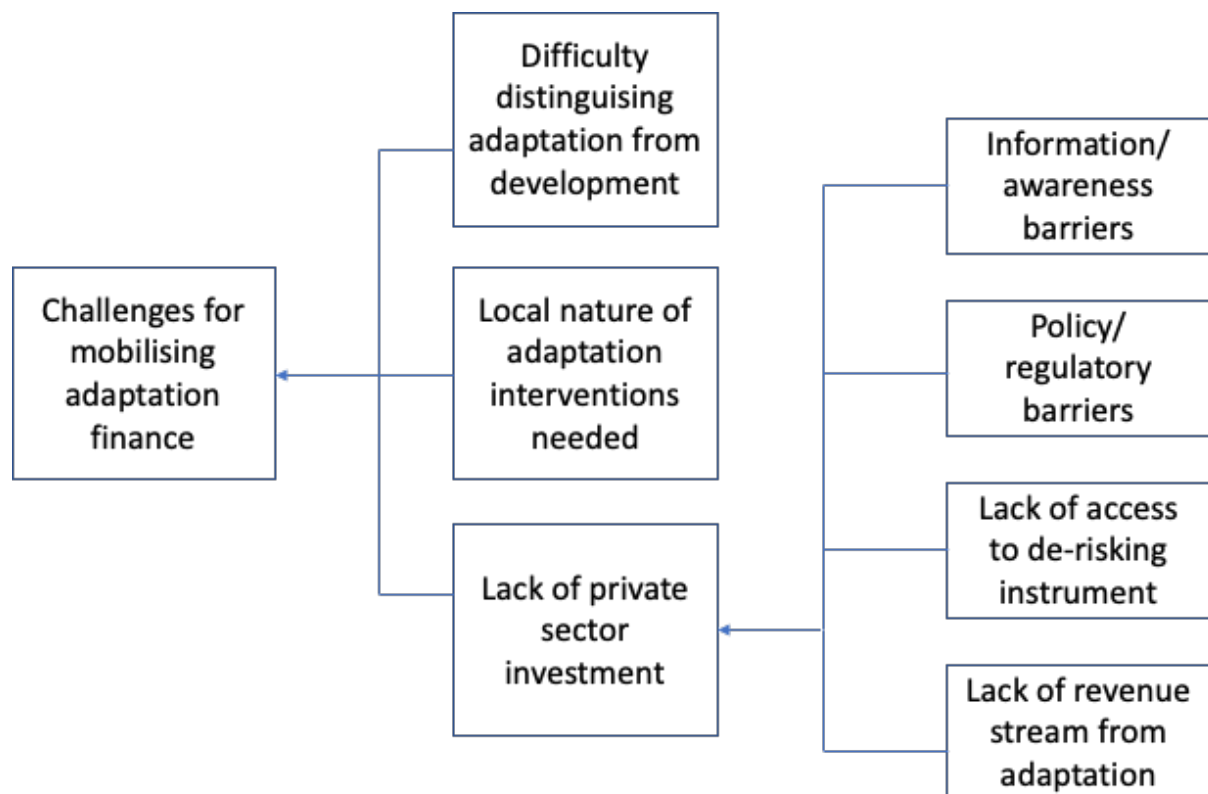 Difficulty
distinguising
adaptation from
development
Information/
awareness
barriers
Challenges for
mobilising
adaptation
finance
Local nature of
adaptation
interventions
needed
Policy/
regulatory
barriers
Lack of access
to de-risking
instrument
Lack of private
sector
investment
Lack of revenue
stream from
adaptation